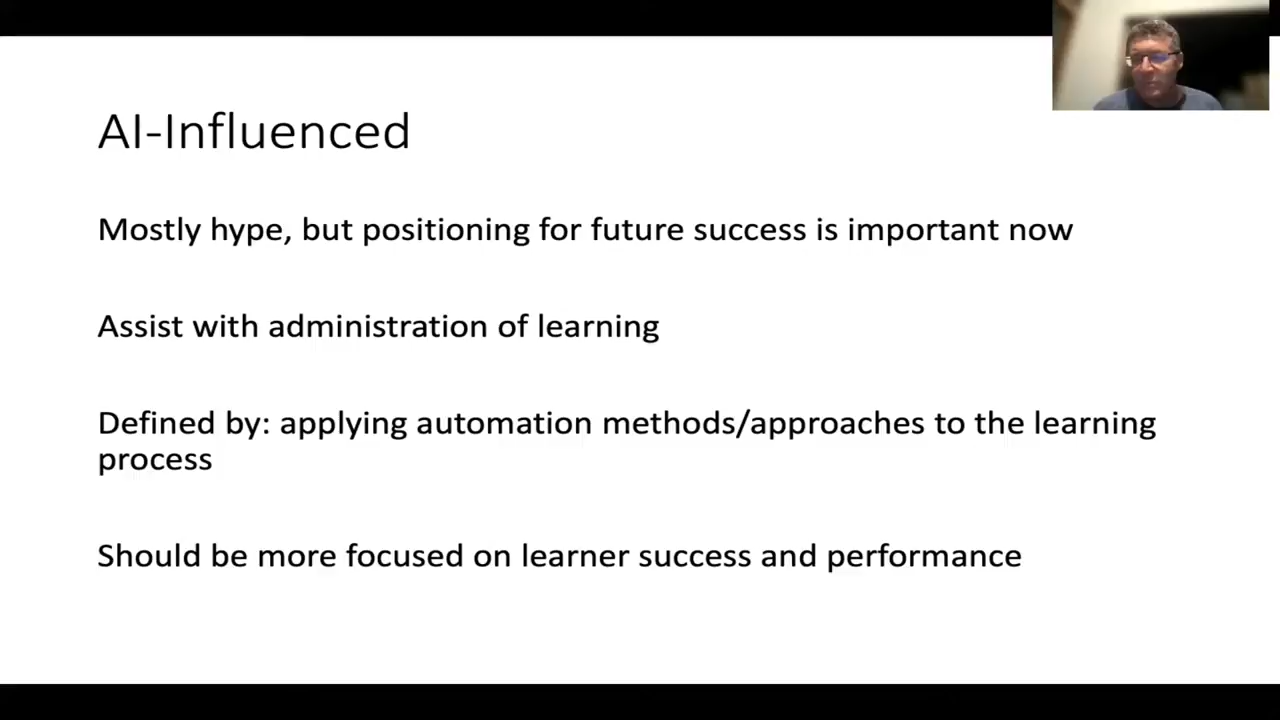 AI-Influenced
Mostly hype, but positioning for future success is important now
Assist with administration of learning
Defined by: applying automation methods/approaches to the learning
process
Should be more focused on learner success and performance